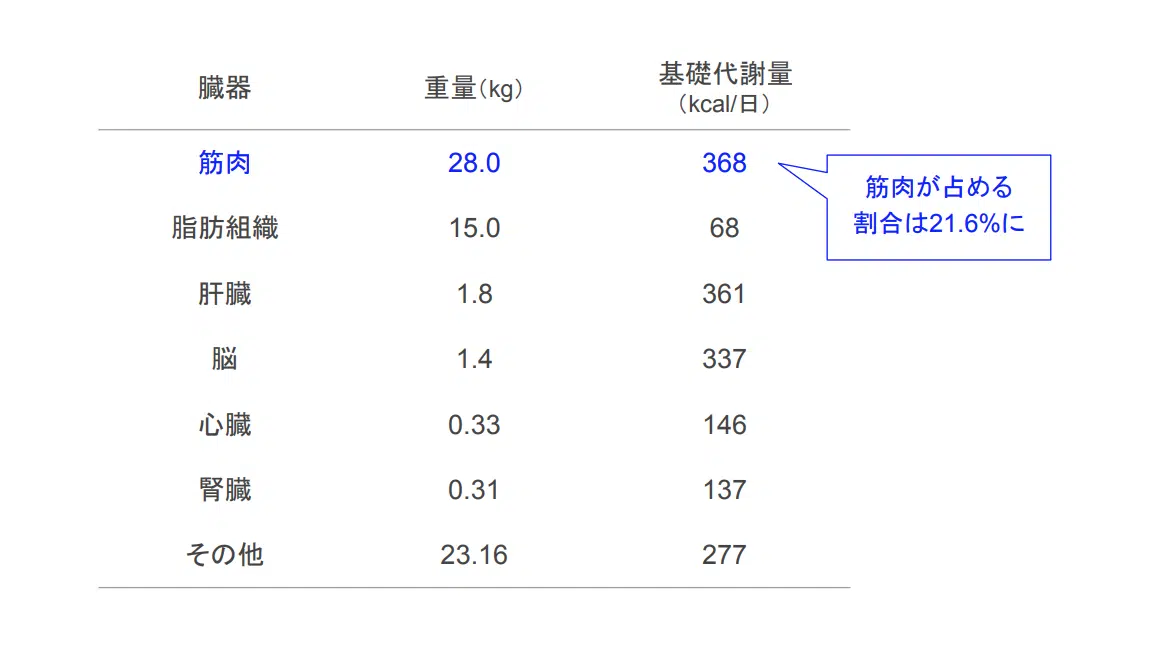 臓器 重量（kg） 基礎代謝量
（kcal/日）
筋肉 28.0 368
筋肉が占める
割合は21.6%に
脂肪組織 15.0 68
肝臓 1.8 361
脳 1.4 337
心臓 0.33 146
腎臓 0.31 137
その他 23.16 277